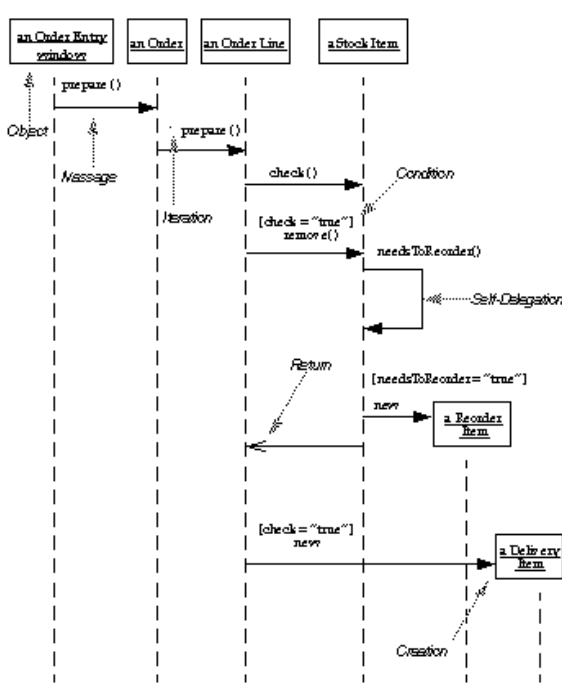 an Order Entry
window
an Order
an Order Line
a Stock Item
prepare ()
Object
Message
prepare ()
Iteration
check()
Condition
[check = "true"]
remove()
needsToReorder()
Self-Delegation
Return
[needsToReorder = "true"]
new
a Reorder
Item
[check = "true"]
new
a Delivery
Item
Creation